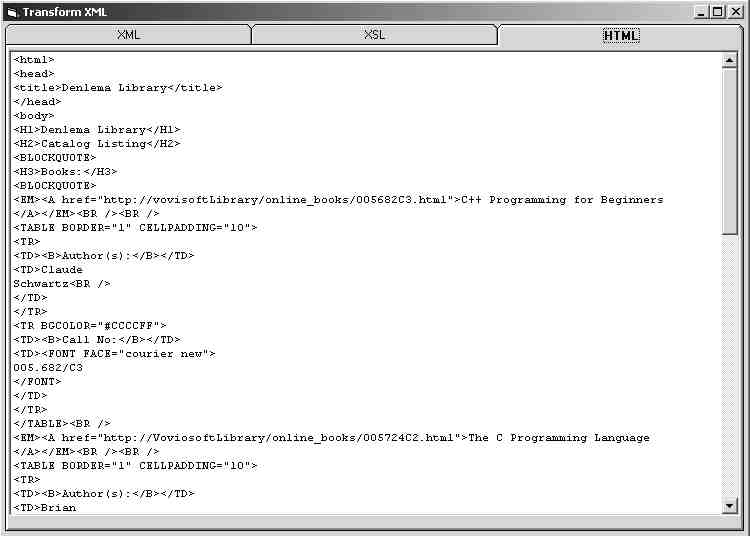 Transform XML
XML
XSL
HTML
<html>
<head>
<title>Denlema Library</title>
</head>
<body>
<H1>Denlema Library</H1>
<H2>Catalog Listing</H2>
<BLOCKQUOTE>
<H3>Books:</H3>
<BLOCKQUOTE>
<EM><A href="http://vovisoftLibrary/online_books/005682C3.html">C++ Programming for Beginners
</A></EM><BR /><BR />
<TABLE BORDER="1" CELLPADDING="10">
<TR>
<TD><B>Author(s):</B></TD>
<TD>Claude
Schwartz<BR />
</TD>
</TR>
<TR BGCOLOR="#CCCCFF">
<TD><B>Call No:</B></TD>
<TD><FONT FACE="courier new">
005.682/C3
</FONT>
</TD>
</TR>
</TABLE><BR />
<EM><A href="http://VoviosoftLibrary/online_books/005724C2.html">The C Programming Language
</A></EM><BR /><BR />
<TABLE BORDER="1" CELLPADDING="10">
<TR>
<TD><B>Author(s):</B></TD>
<TD>Brian